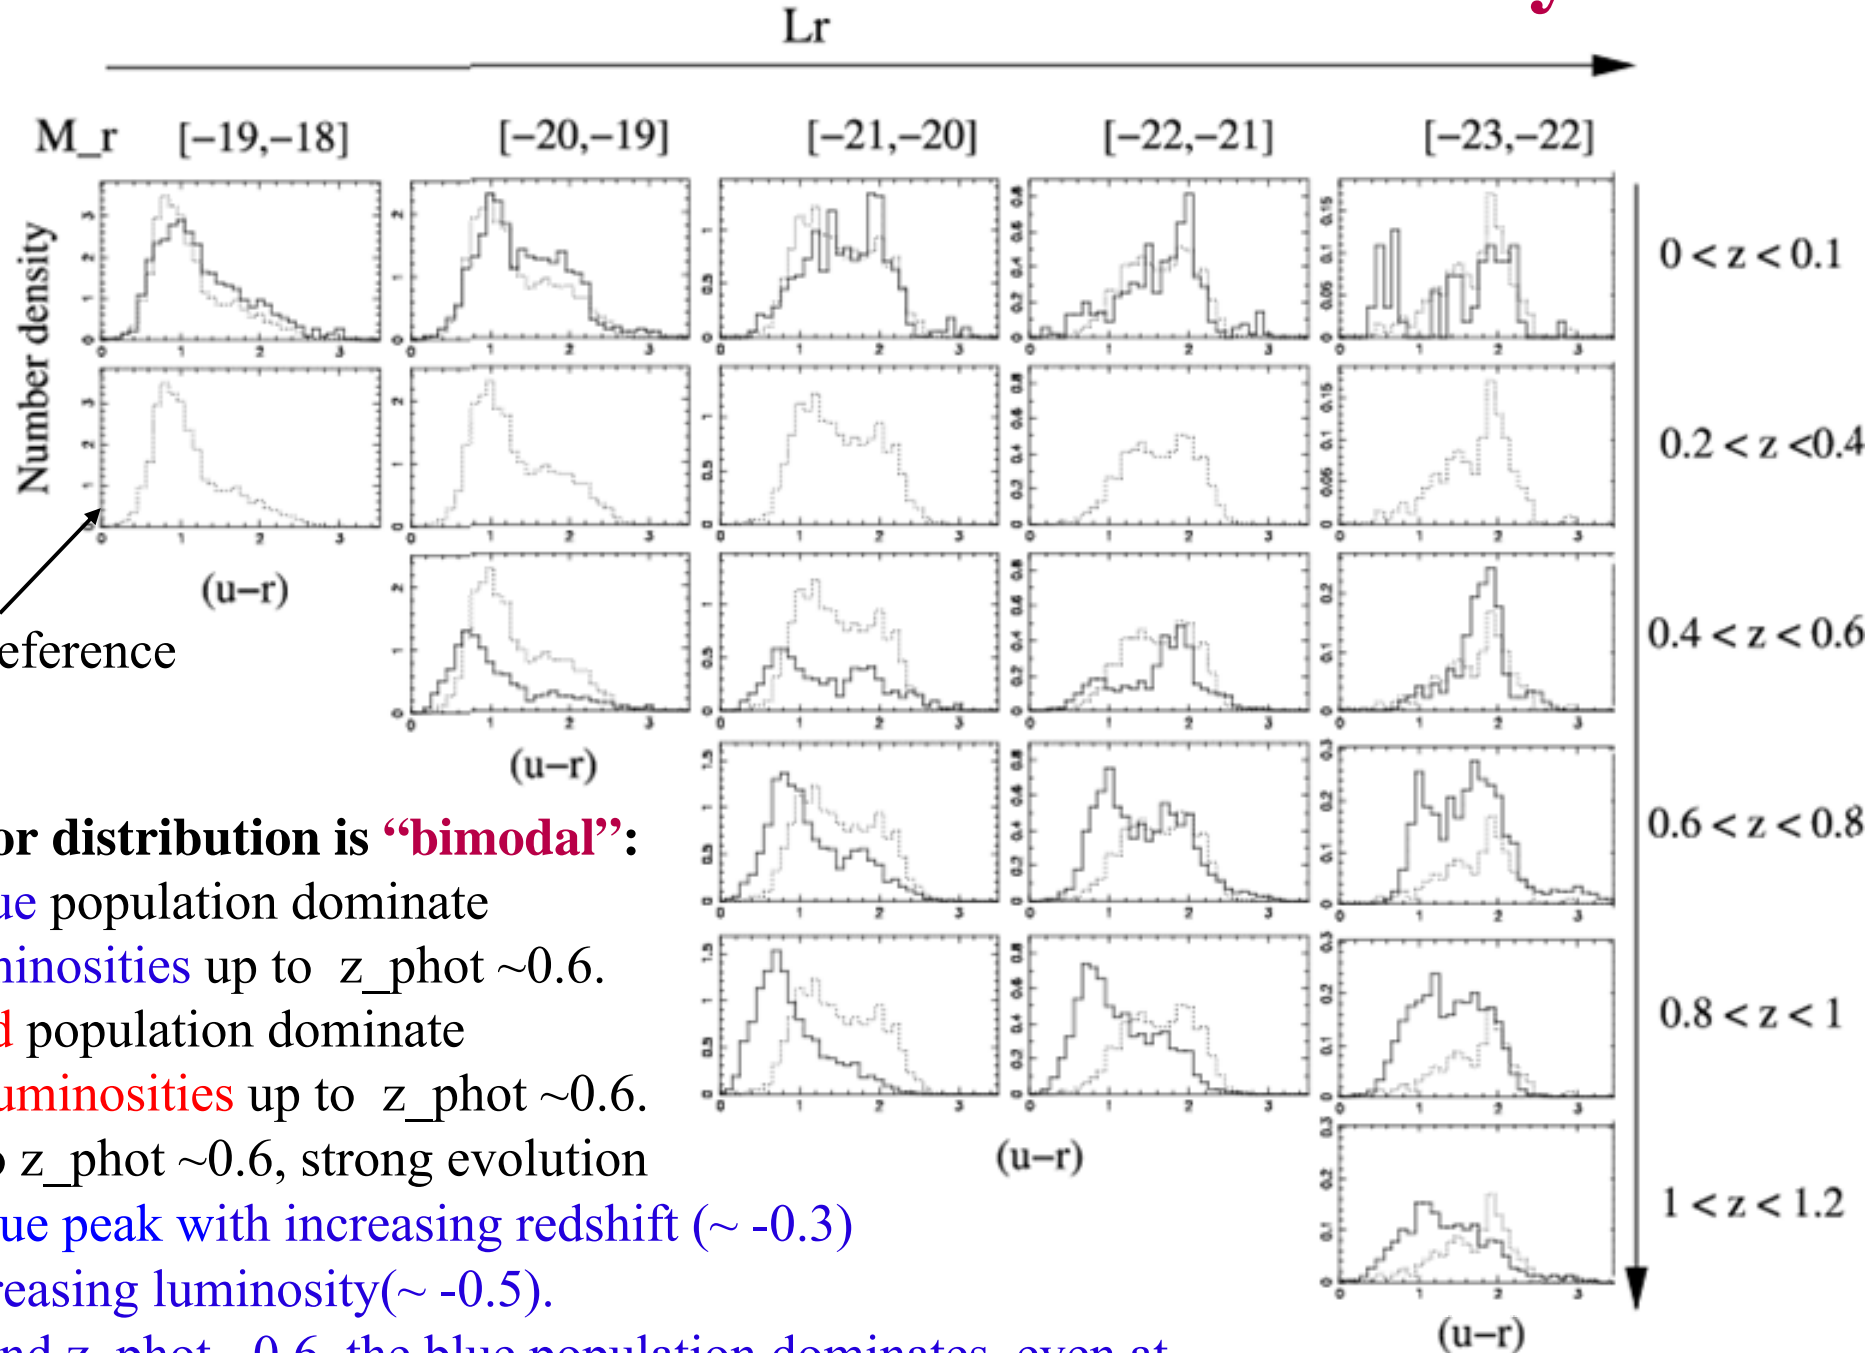 Lr
M_r [−19,−18] [−20,−19] [−21,−20] [−22,−21] [−23,−22]
Number density
0 < z < 0.1
0.2 < z <0.4
0.4 < z < 0.6
0.6 < z < 0.8
0.8 < z < 1
1 < z < 1.2
(u−r)
eference
(u−r)
or distribution is “bimodal”:
ue population dominate
ninosities up to z_phot ~0.6.
d population dominate
uminosities up to z_phot ~0.6.
o z_phot ~0.6, strong evolution
ue peak with increasing redshift (~ -0.3)
reasing luminosity(~ -0.5).
(u−r)
(u−r)